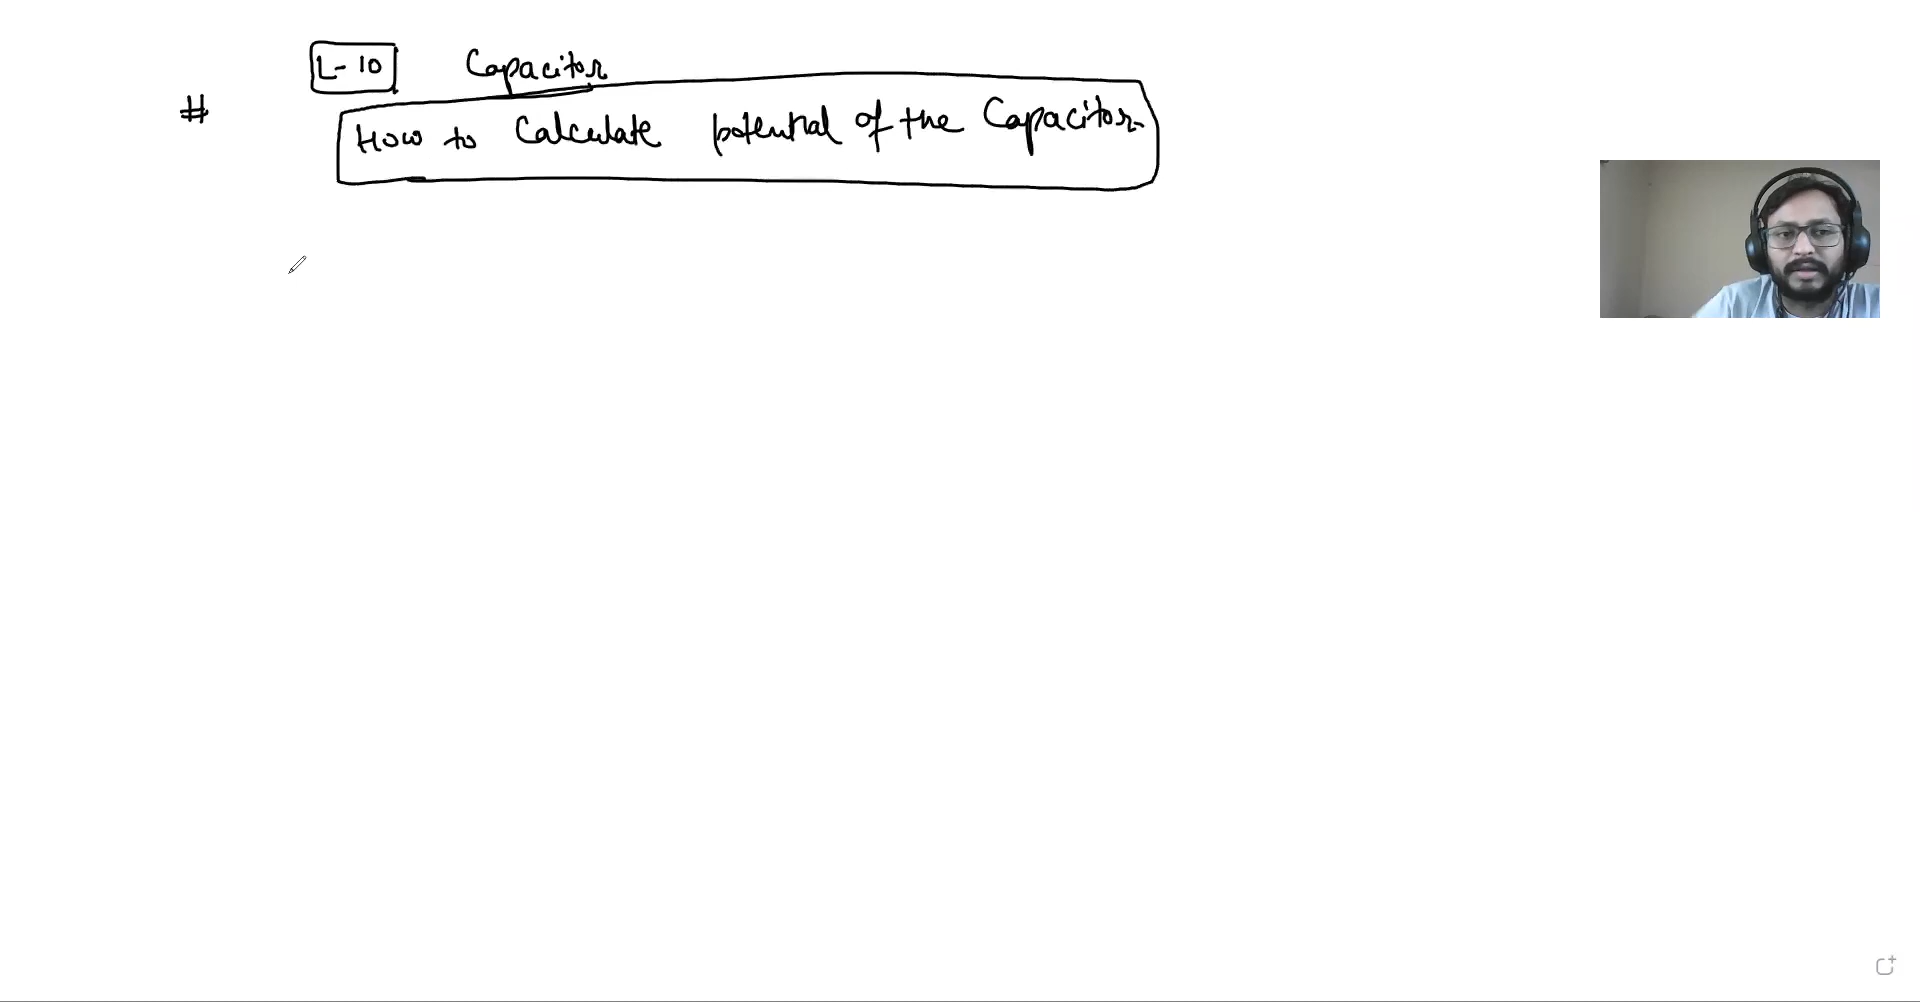 L-10 Capacitor
# How to Calculate potential of the Capacitor